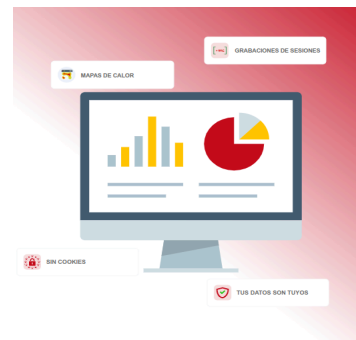 GRABACIONES DE SESIONES
MAPAS DE CALOR
SIN COOKIES
TUS DATOS SON TUYOS